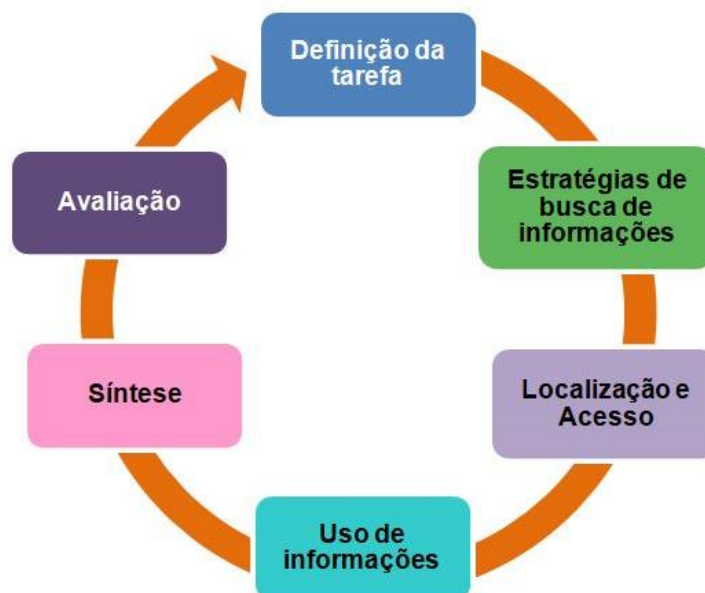 Definição da
tarefa
Estratégias de
busca de
informações
Localização e
Acesso
Uso de
informações
Síntese
Avaliação